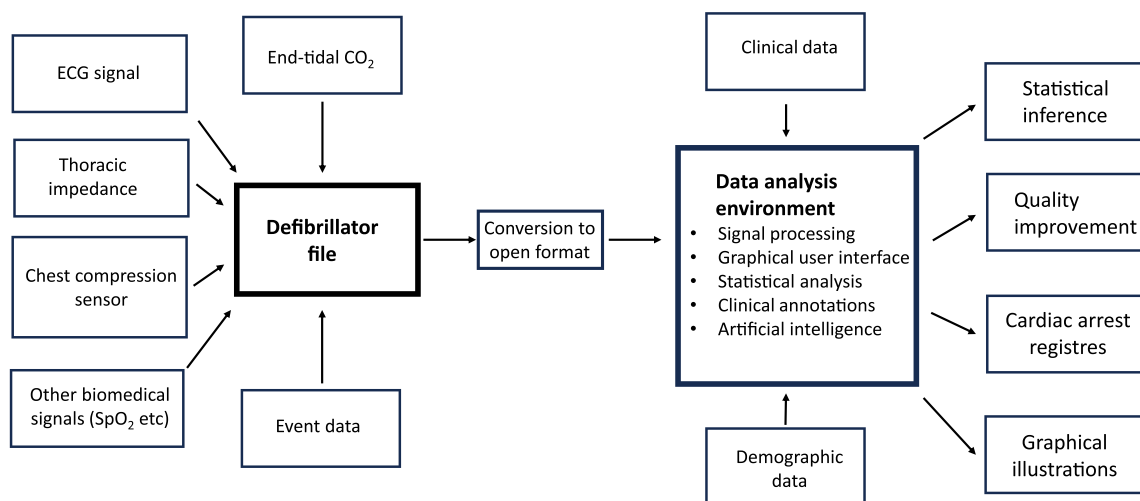 ECG signal
End-tidal CO₂
Thoracic
impedance
Chest compression
sensor
Other biomedical
signals (SpO₂ etc)
Event data
Defibrillator
file
Conversion to
open format
Clinical data
Data analysis
environment
• Signal processing
• Graphical user interface
• Statistical analysis
• Clinical annotations
• Artificial intelligence
Demographic
data
Statistical
inference
Quality
improvement
Cardiac arrest
registres
Graphical
illustrations